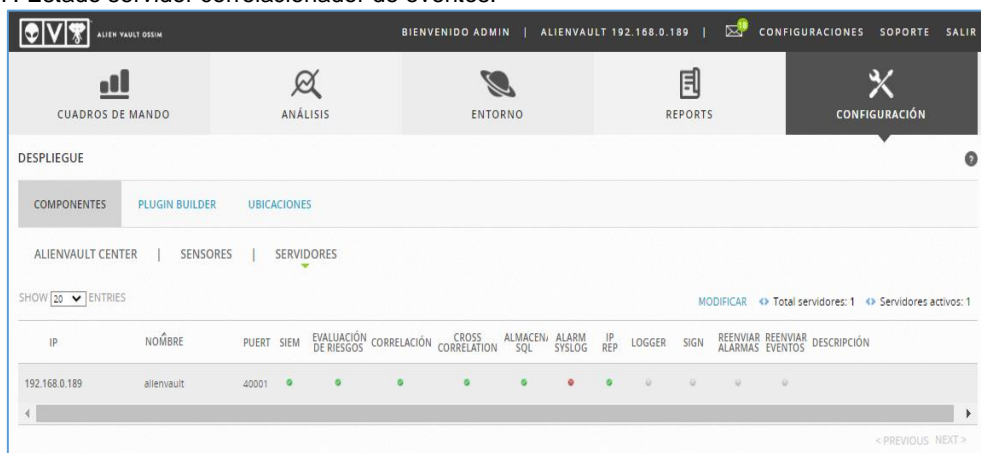 Estado servidor correlacionador de eventos.
ALIEN VAULT OSSIM
BIENVENIDO ADMIN | ALIENVAULT 192.168.0.189 | 18 CONFIGURACIONES SOPORTE SALIR
CUADROS DE MANDO ANÁLISIS ENTORNO REPORTS CONFIGURACIÓN
DESPLIEGUE ?
COMPONENTES PLUGIN BUILDER UBICACIONES
ALIENVAULT CENTER | SENSORES | SERVIDORES
SHOW 20 ENTRIES MODIFICAR Total servidores: 1 Servidores activos: 1
IP NOMBRE PUERT SIEM EVALUACIÓN DE RIESGOS CORRELACIÓN CROSS CORRELATION ALMACEN SQL ALARM SYSLOG IP REP LOGGER SIGN REENVIAR ALARMAS REENVIAR EVENTOS DESCRIPCIÓN
192.168.0.189 alienvault 40001
< PREVIOUS NEXT >